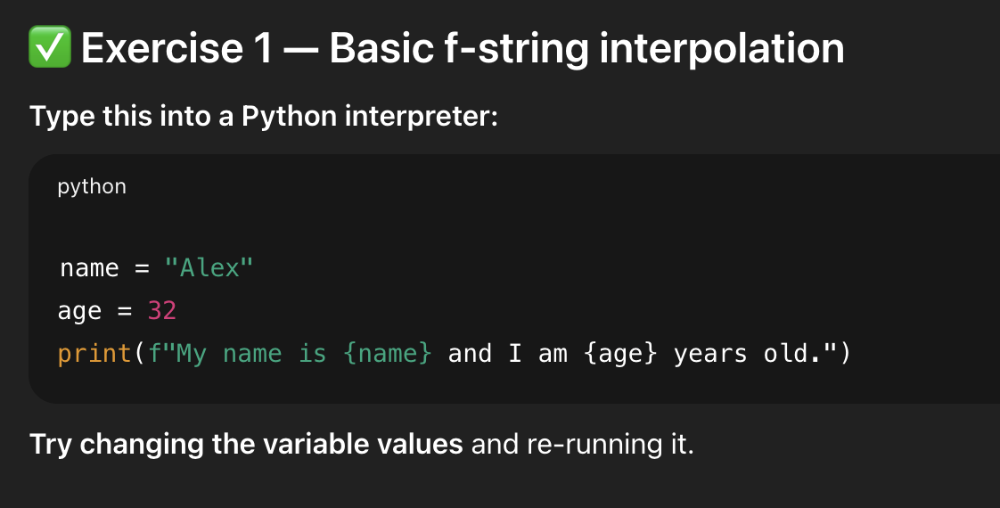 ✅ Exercise 1 — Basic f-string interpolation
Type this into a Python interpreter:
python
name = "Alex"
age = 32
print(f"My name is {name} and I am {age} years old.")
Try changing the variable values and re-running it.